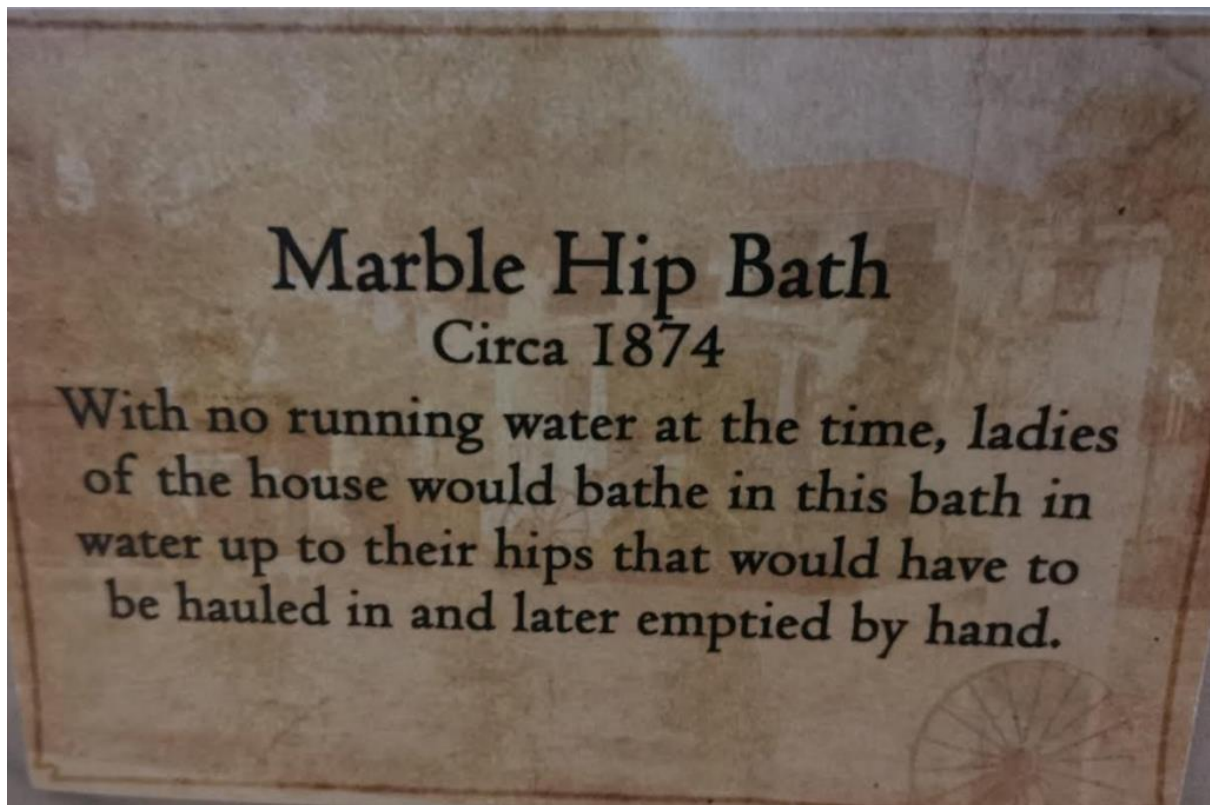 Marble Hip Bath
Circa 1874
With no running water at the time, ladies
of the house would bathe in this bath in
water up to their hips that would have to
be hauled in and later emptied by hand.